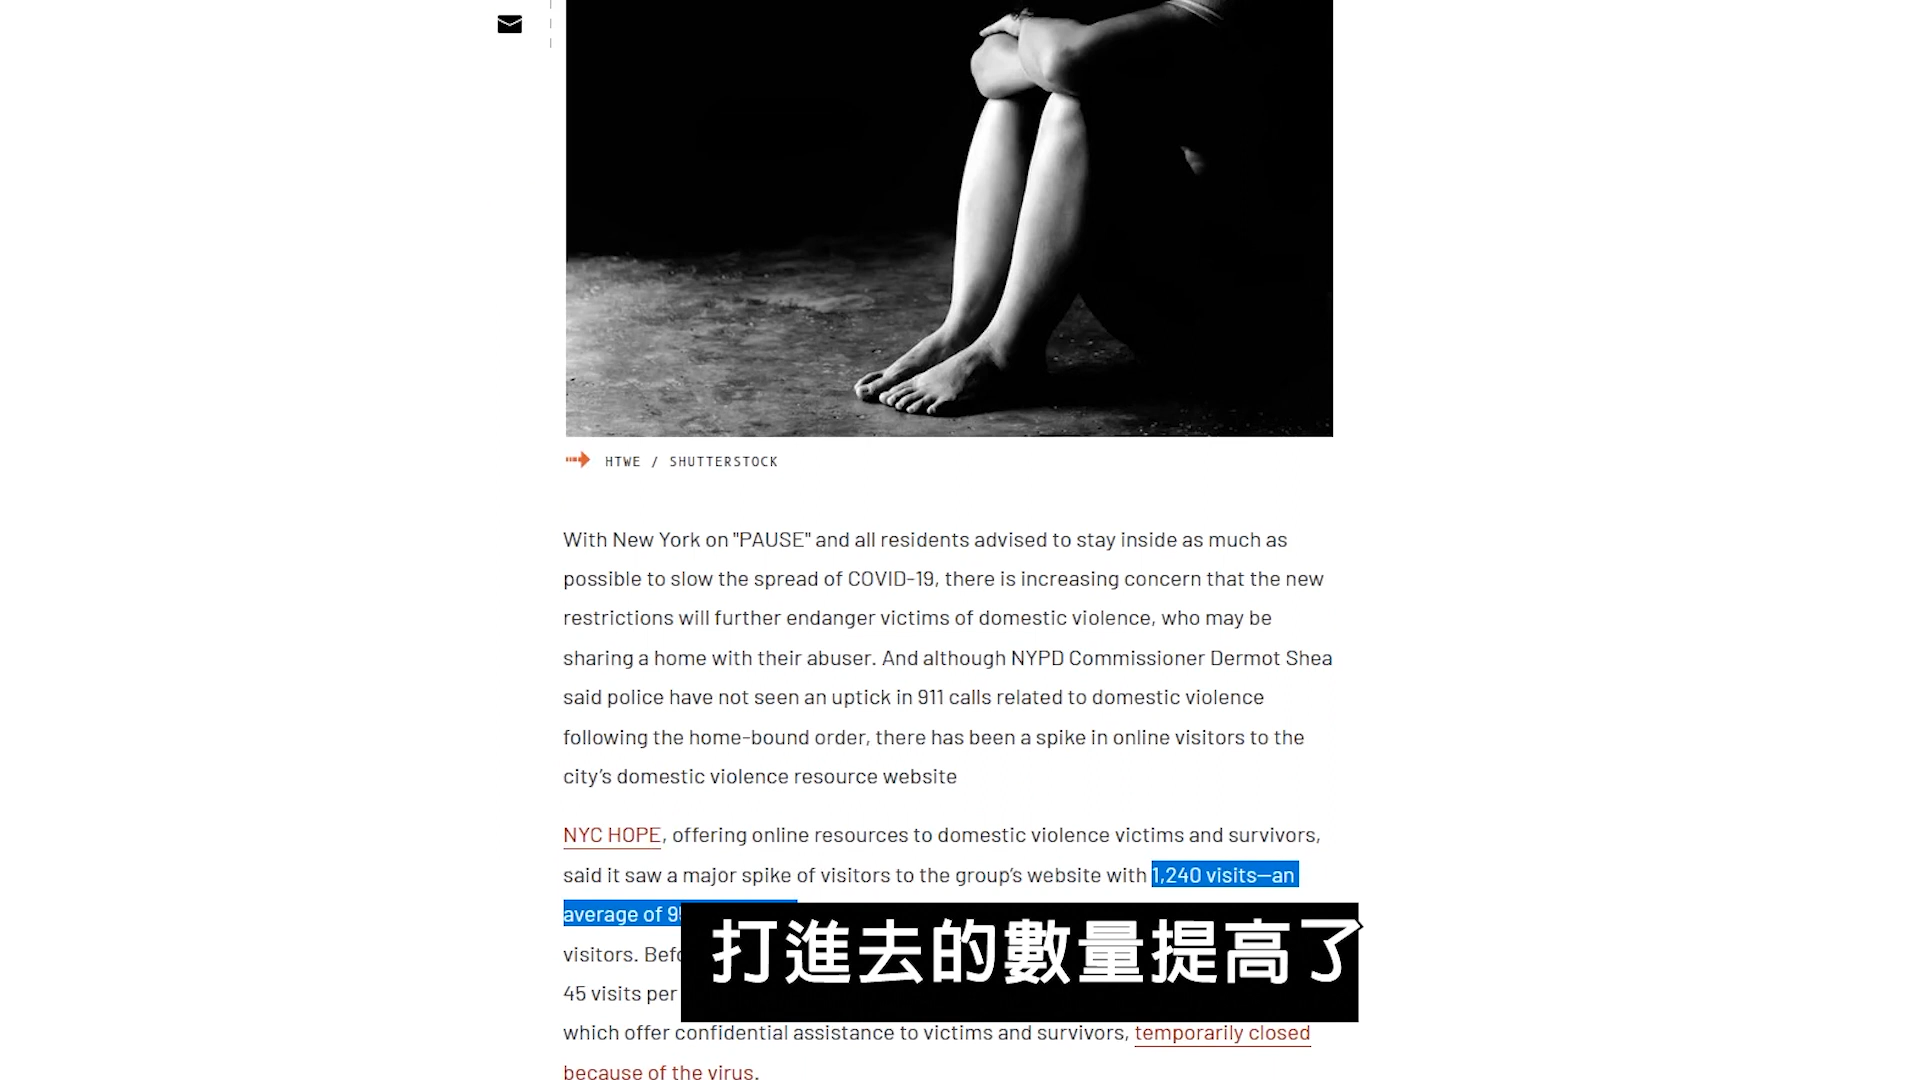 HTWE / SHUTTERSTOCK
With New York on "PAUSE" and all residents advised to stay inside as much as
possible to slow the spread of COVID-19, there is increasing concern that the new
restrictions will further endanger victims of domestic violence, who may be
sharing a home with their abuser. And although NYPD Commissioner Dermot Shea
said police have not seen an uptick in 911 calls related to domestic violence
following the home-bound order, there has been a spike in online visitors to the
city’s domestic violence resource website
NYC HOPE, offering online resources to domestic violence victims and survivors,
said it saw a major spike of visitors to the group’s website with 1,240 visits—an
average of
visitors.
45 visits per
打進去的數量提高了
which offer confidential assistance to victims and survivors, temporarily closed
because of the virus.